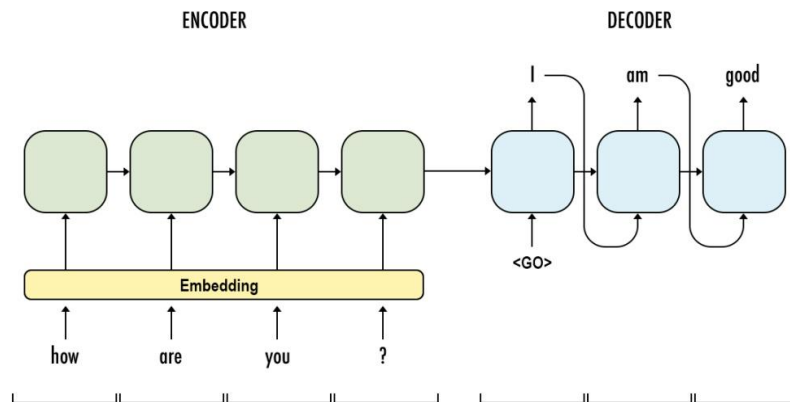 ENCODER DECODER
I am good
<GO>
Embedding
how are you ?